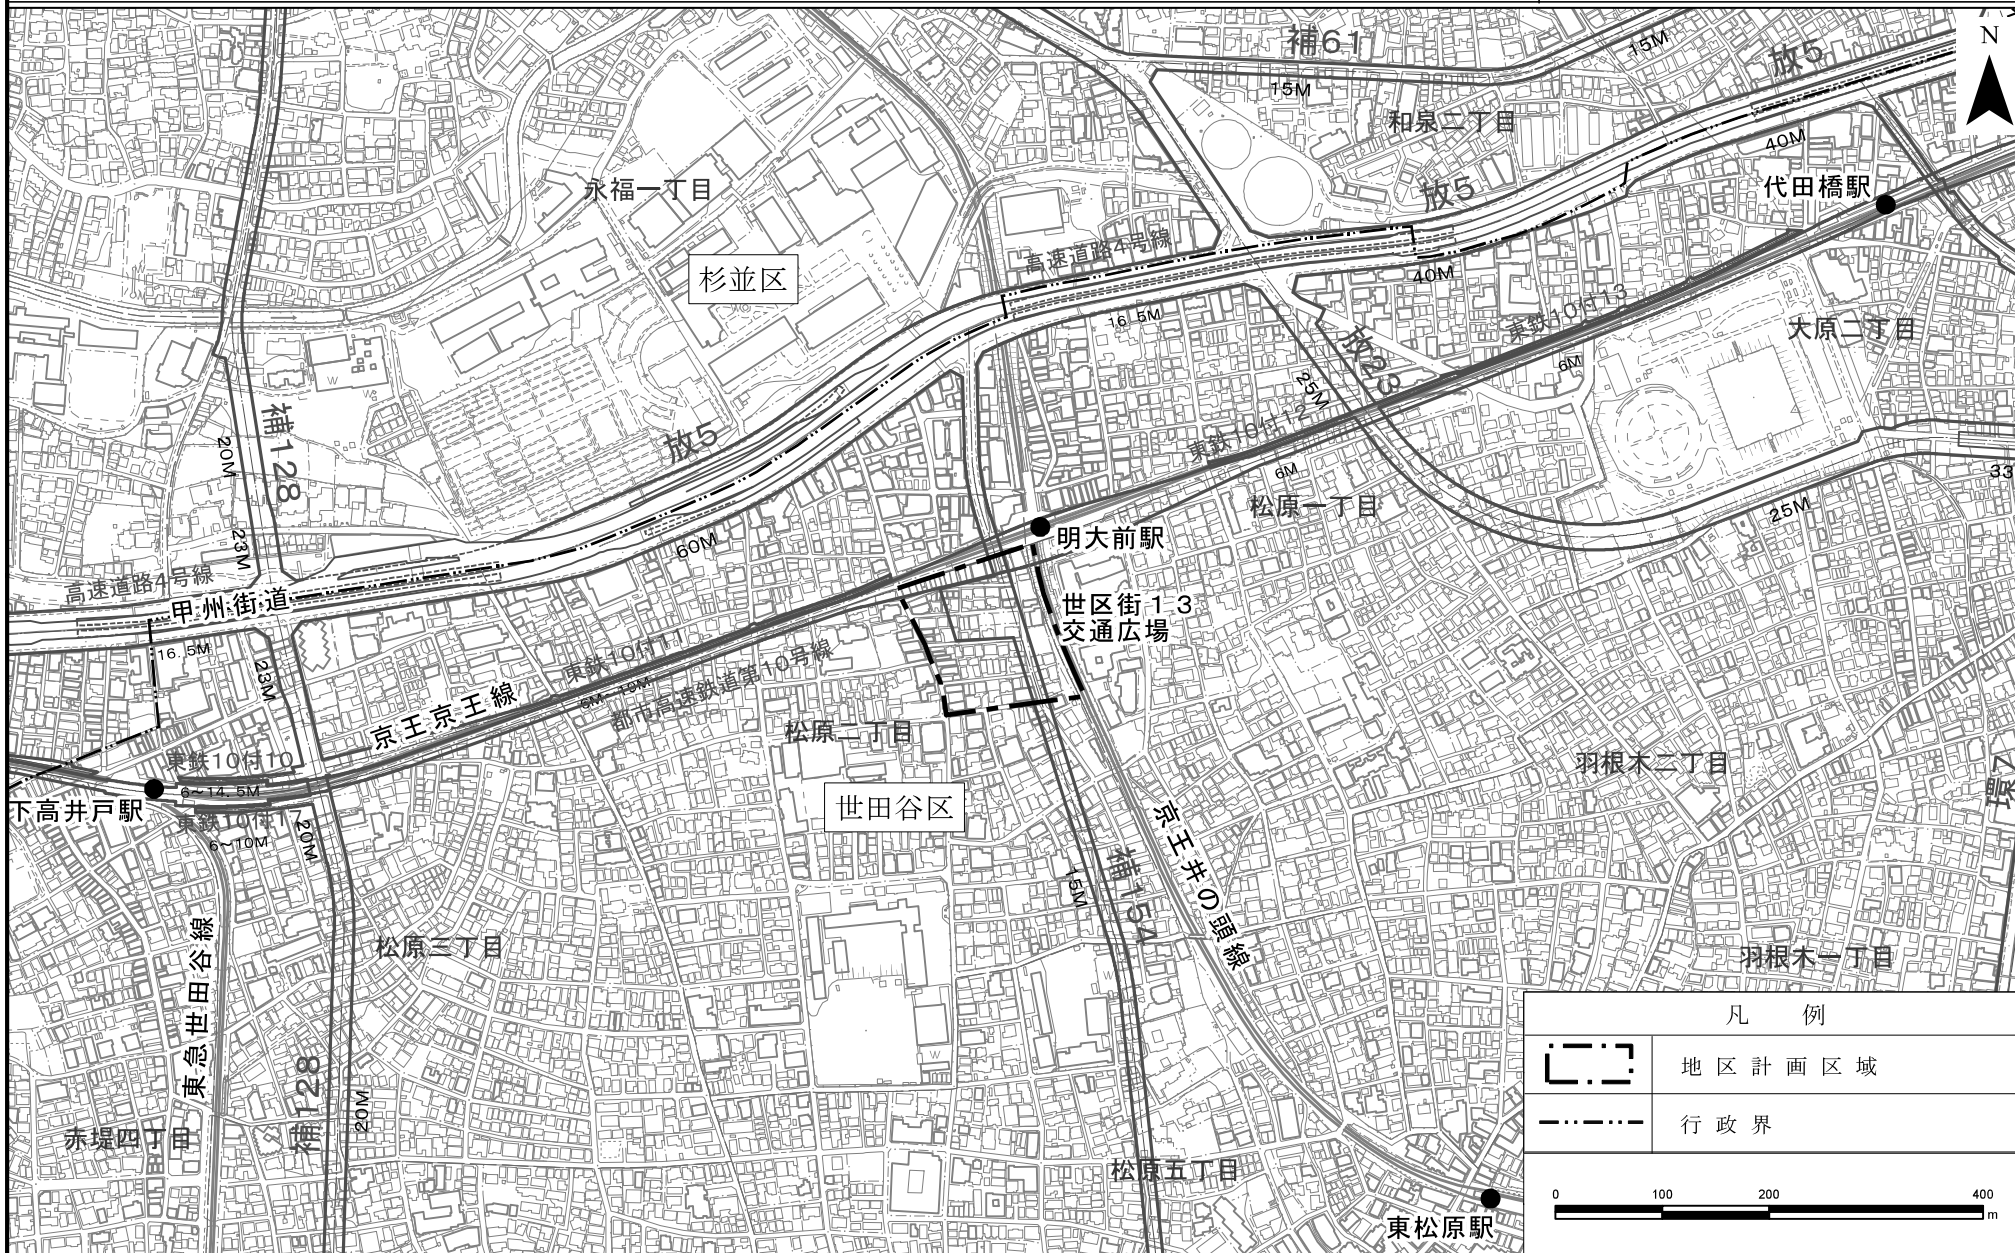 補61
15M
放5
N
15M
和泉二丁目
40M
永福一丁目
放5
代田橋駅
高速道路4号線
杉並区
40M
16.5M
東鉄10付13
大原二丁目
放23
6M
25M
補128
20M
放5
東鉄10付12
6M
33
松原一丁目
25M
23M
60M
明大前駅
高速道路4号線
甲州街道
世区街13
交通広場
16.5M
東鉄10付11
23M
5M~10M
都市高速鉄道第10号線
京王京王線
松原二丁目
東鉄10付10
羽根木二丁目
6~14.5M
下高井戸駅
世田谷区
東鉄10付1
20M
6~10M
京王井の頭線
補154
15M
東急世田谷線
松原三丁目
羽根木一丁目
凡 例
地区計画区域
補128
20M
赤堤四丁目
行政界
松原五丁目
0 100 200 400
m
東松原駅